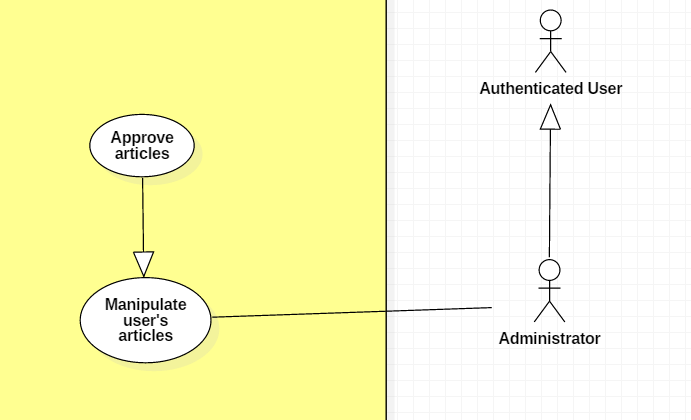 Authenticated User
Approve
articles
Manipulate
user's
articles
Administrator